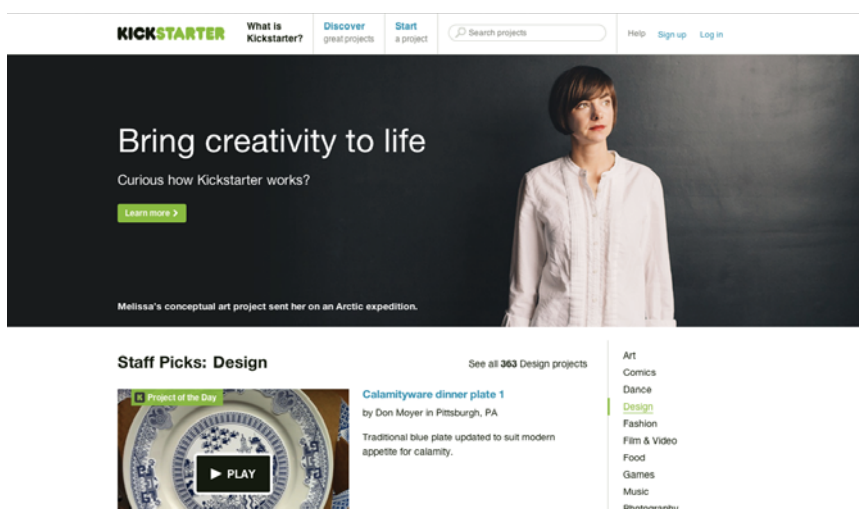 KICKSTARTER
What is
Kickstarter?
Discover
great projects
Start
a project
Search projects
Help
Sign up
Log in
Bring creativity to life
Curious how Kickstarter works?
Learn more
Melissa's conceptual art project sent her on an Arctic expedition.
Staff Picks: Design
See all 363 Design projects
K Project of the Day
PLAY
Calamityware dinner plate 1
by Don Moyer in Pittsburgh, PA
Traditional blue plate updated to suit modern
appetite for calamity.
Art
Comics
Dance
Design
Fashion
Film & Video
Food
Games
Music
Photography